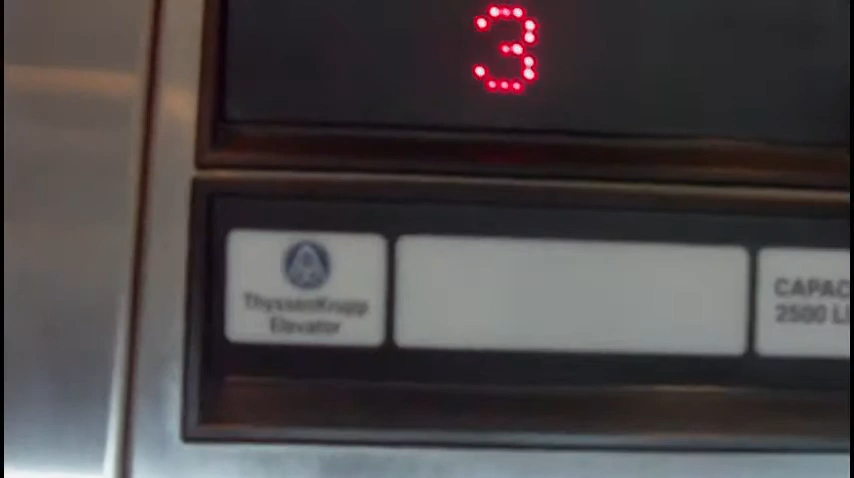 3
ThyssenKrupp
Elevator
CAPAC
2500 L